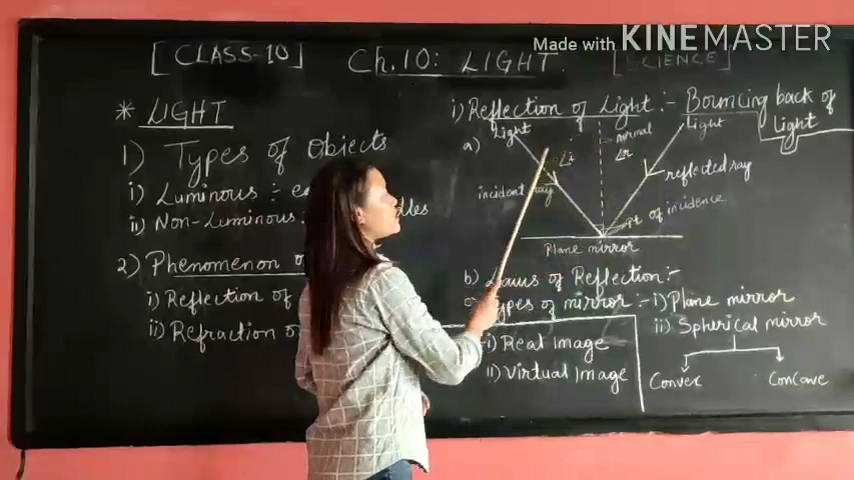 Made with KINEMASTER
[CLASS-10]
Ch.10: LIGHT
[SCIENCE]
* LIGHT
1) Types of Objects
i) Luminous :
ii) Non-Luminous :
2) Phenomenon of
i) Reflection of
ii) Refraction
i) Reflection of Light :- Bouncing back of Light
a)
Light
normal
Light
∠i
∠r
incident ray
reflected ray
pt of incidence
Plane mirror
b) Laws of Reflection :-
Types of mirror :- i) Plane mirror
ii) Spherical mirror
Convex
Concave
i) Real Image
ii) Virtual Image